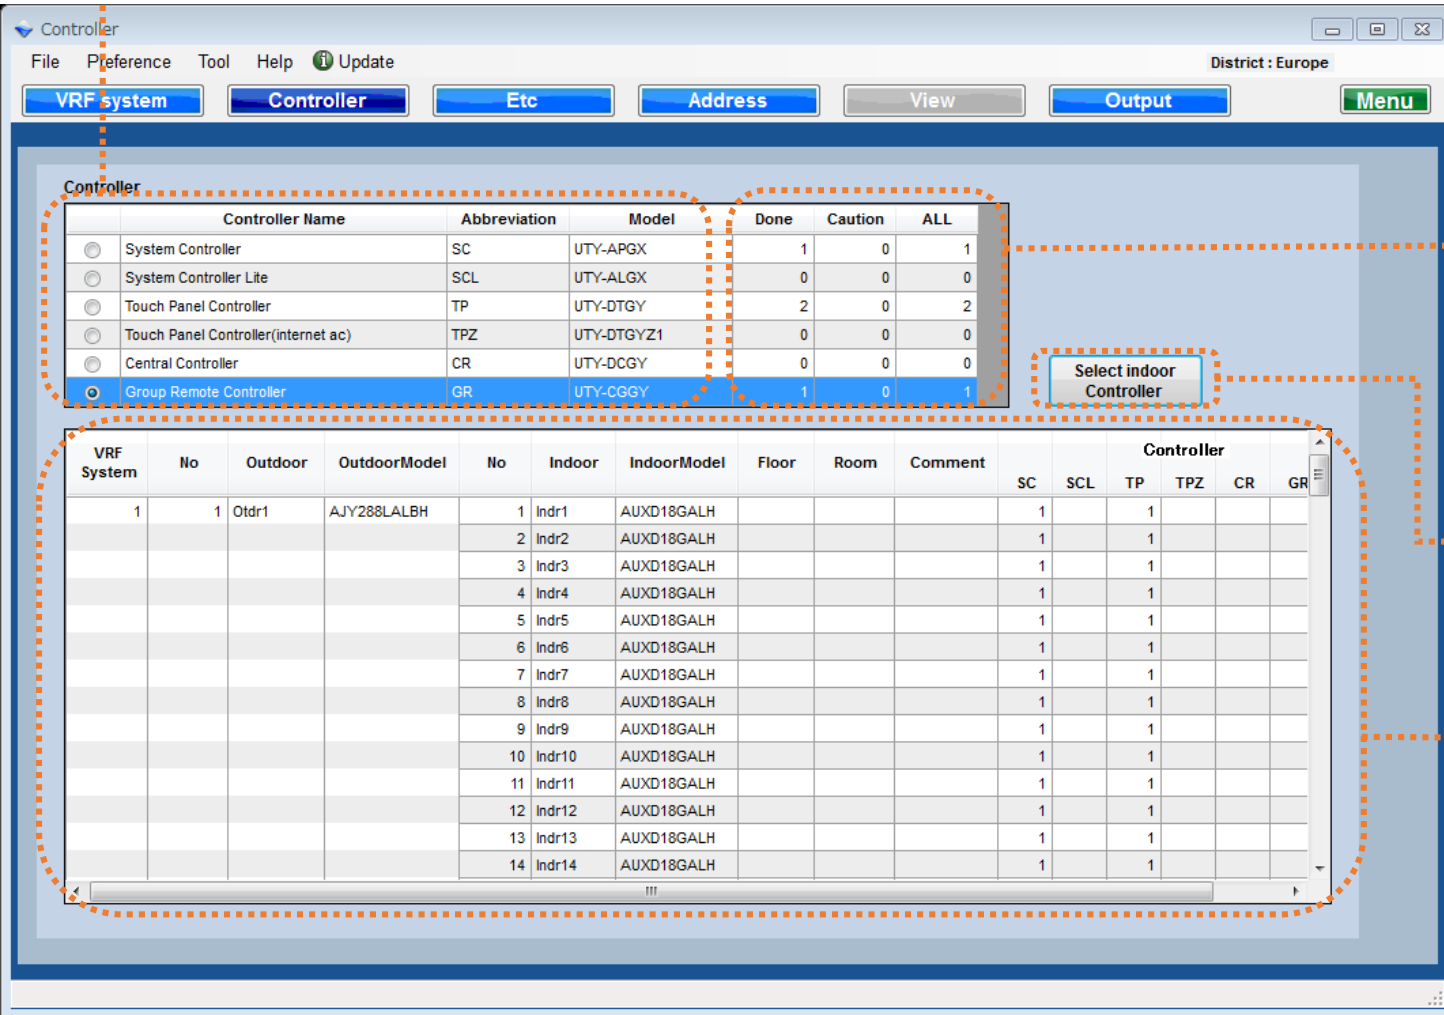 Controller
File Preference Tool Help Update District : Europe
VRF system Controller Etc Address View Output Menu
Controller
Controller Name Abbreviation Model Done Caution ALL
System Controller SC UTY-APGX 1 0 1
System Controller Lite SCL UTY-ALGX 0 0 0
Touch Panel Controller TP UTY-DTGY 2 0 2
Touch Panel Controller(internet ac) TPZ UTY-DTGYZ1 0 0 0
Central Controller CR UTY-DCGY 0 0 0
Group Remote Controller GR UTY-CGGY 1 0 1
Select indoor
Controller
VRF
System No Outdoor OutdoorModel No Indoor IndoorModel Floor Room Comment Controller
SC SCL TP TPZ CR GR
1 1 Otdr1 AJY288LALBH 1 Indr1 AUXD18GALH 1 1
2 Indr2 AUXD18GALH 1 1
3 Indr3 AUXD18GALH 1 1
4 Indr4 AUXD18GALH 1 1
5 Indr5 AUXD18GALH 1 1
6 Indr6 AUXD18GALH 1 1
7 Indr7 AUXD18GALH 1 1
8 Indr8 AUXD18GALH 1 1
9 Indr9 AUXD18GALH 1 1
10 Indr10 AUXD18GALH 1 1
11 Indr11 AUXD18GALH 1 1
12 Indr12 AUXD18GALH 1 1
13 Indr13 AUXD18GALH 1 1
14 Indr14 AUXD18GALH 1 1